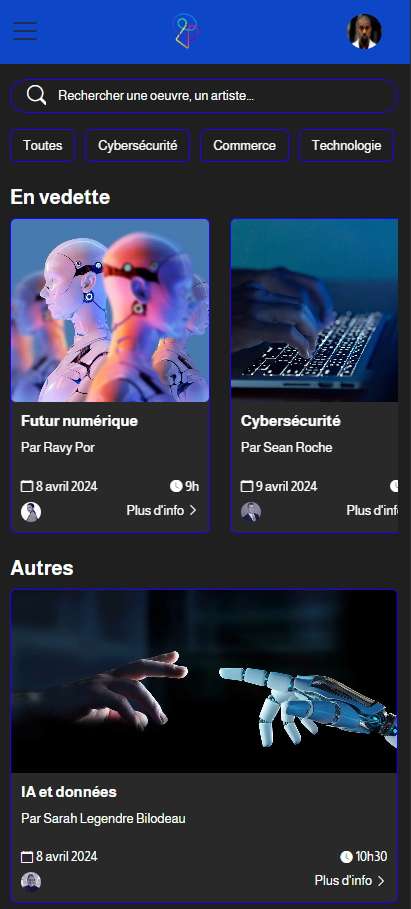 Rechercher une oeuvre, un artiste...
Toutes
Cybersécurité
Commerce
Technologie
En vedette
Futur numérique
Par Ravy Por
8 avril 2024
9h
Plus d'info
Cybersécurité
Par Sean Roche
9 avril 2024
Plus d'inf
Autres
IA et données
Par Sarah Legendre Bilodeau
8 avril 2024
10h30
Plus d'info